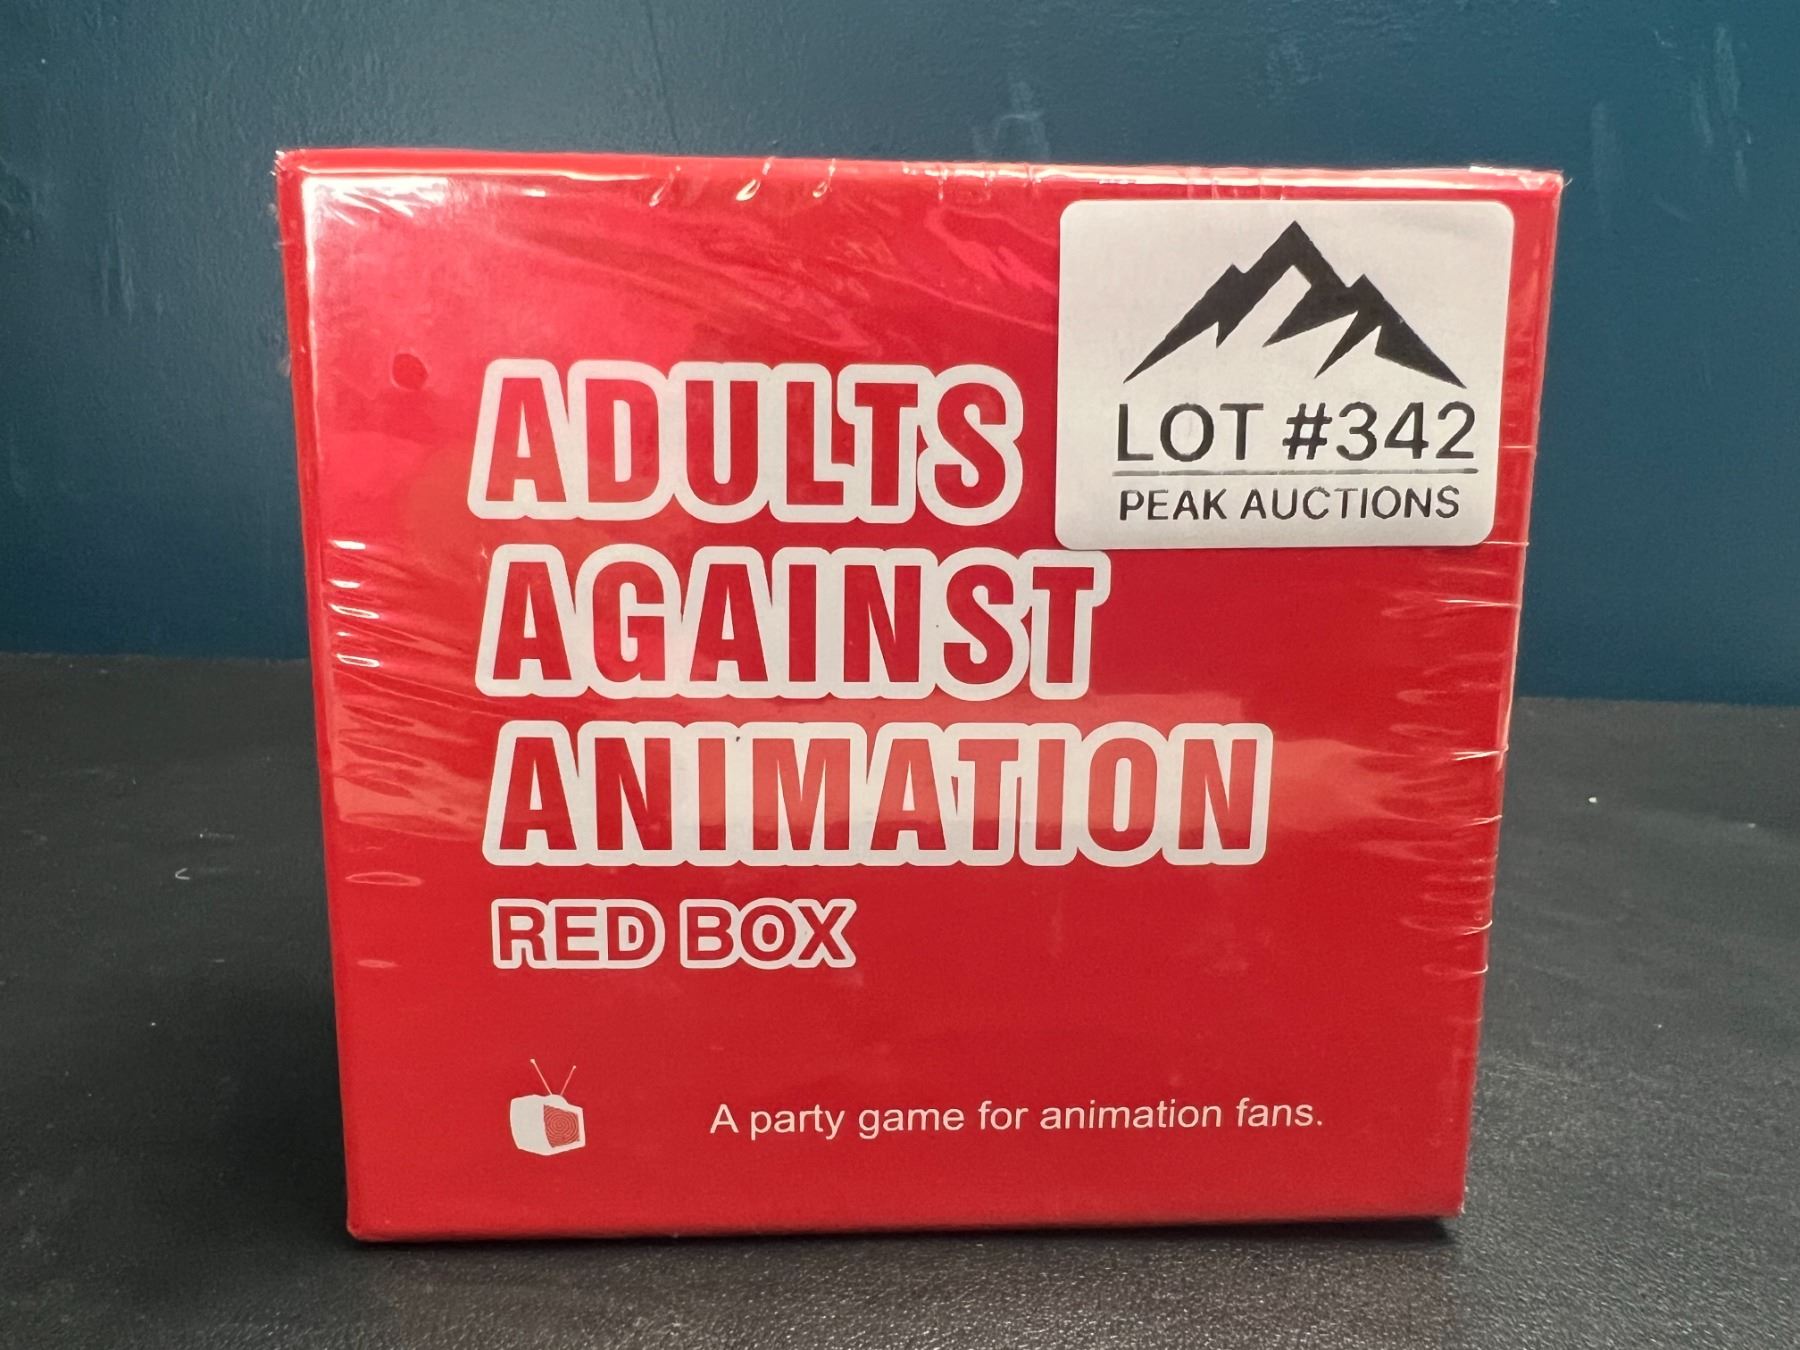 LOT #342
PEAK AUCTIONS
ADULTS
AGAINST
ANIMATION
RED BOX
A party game for animation fans.